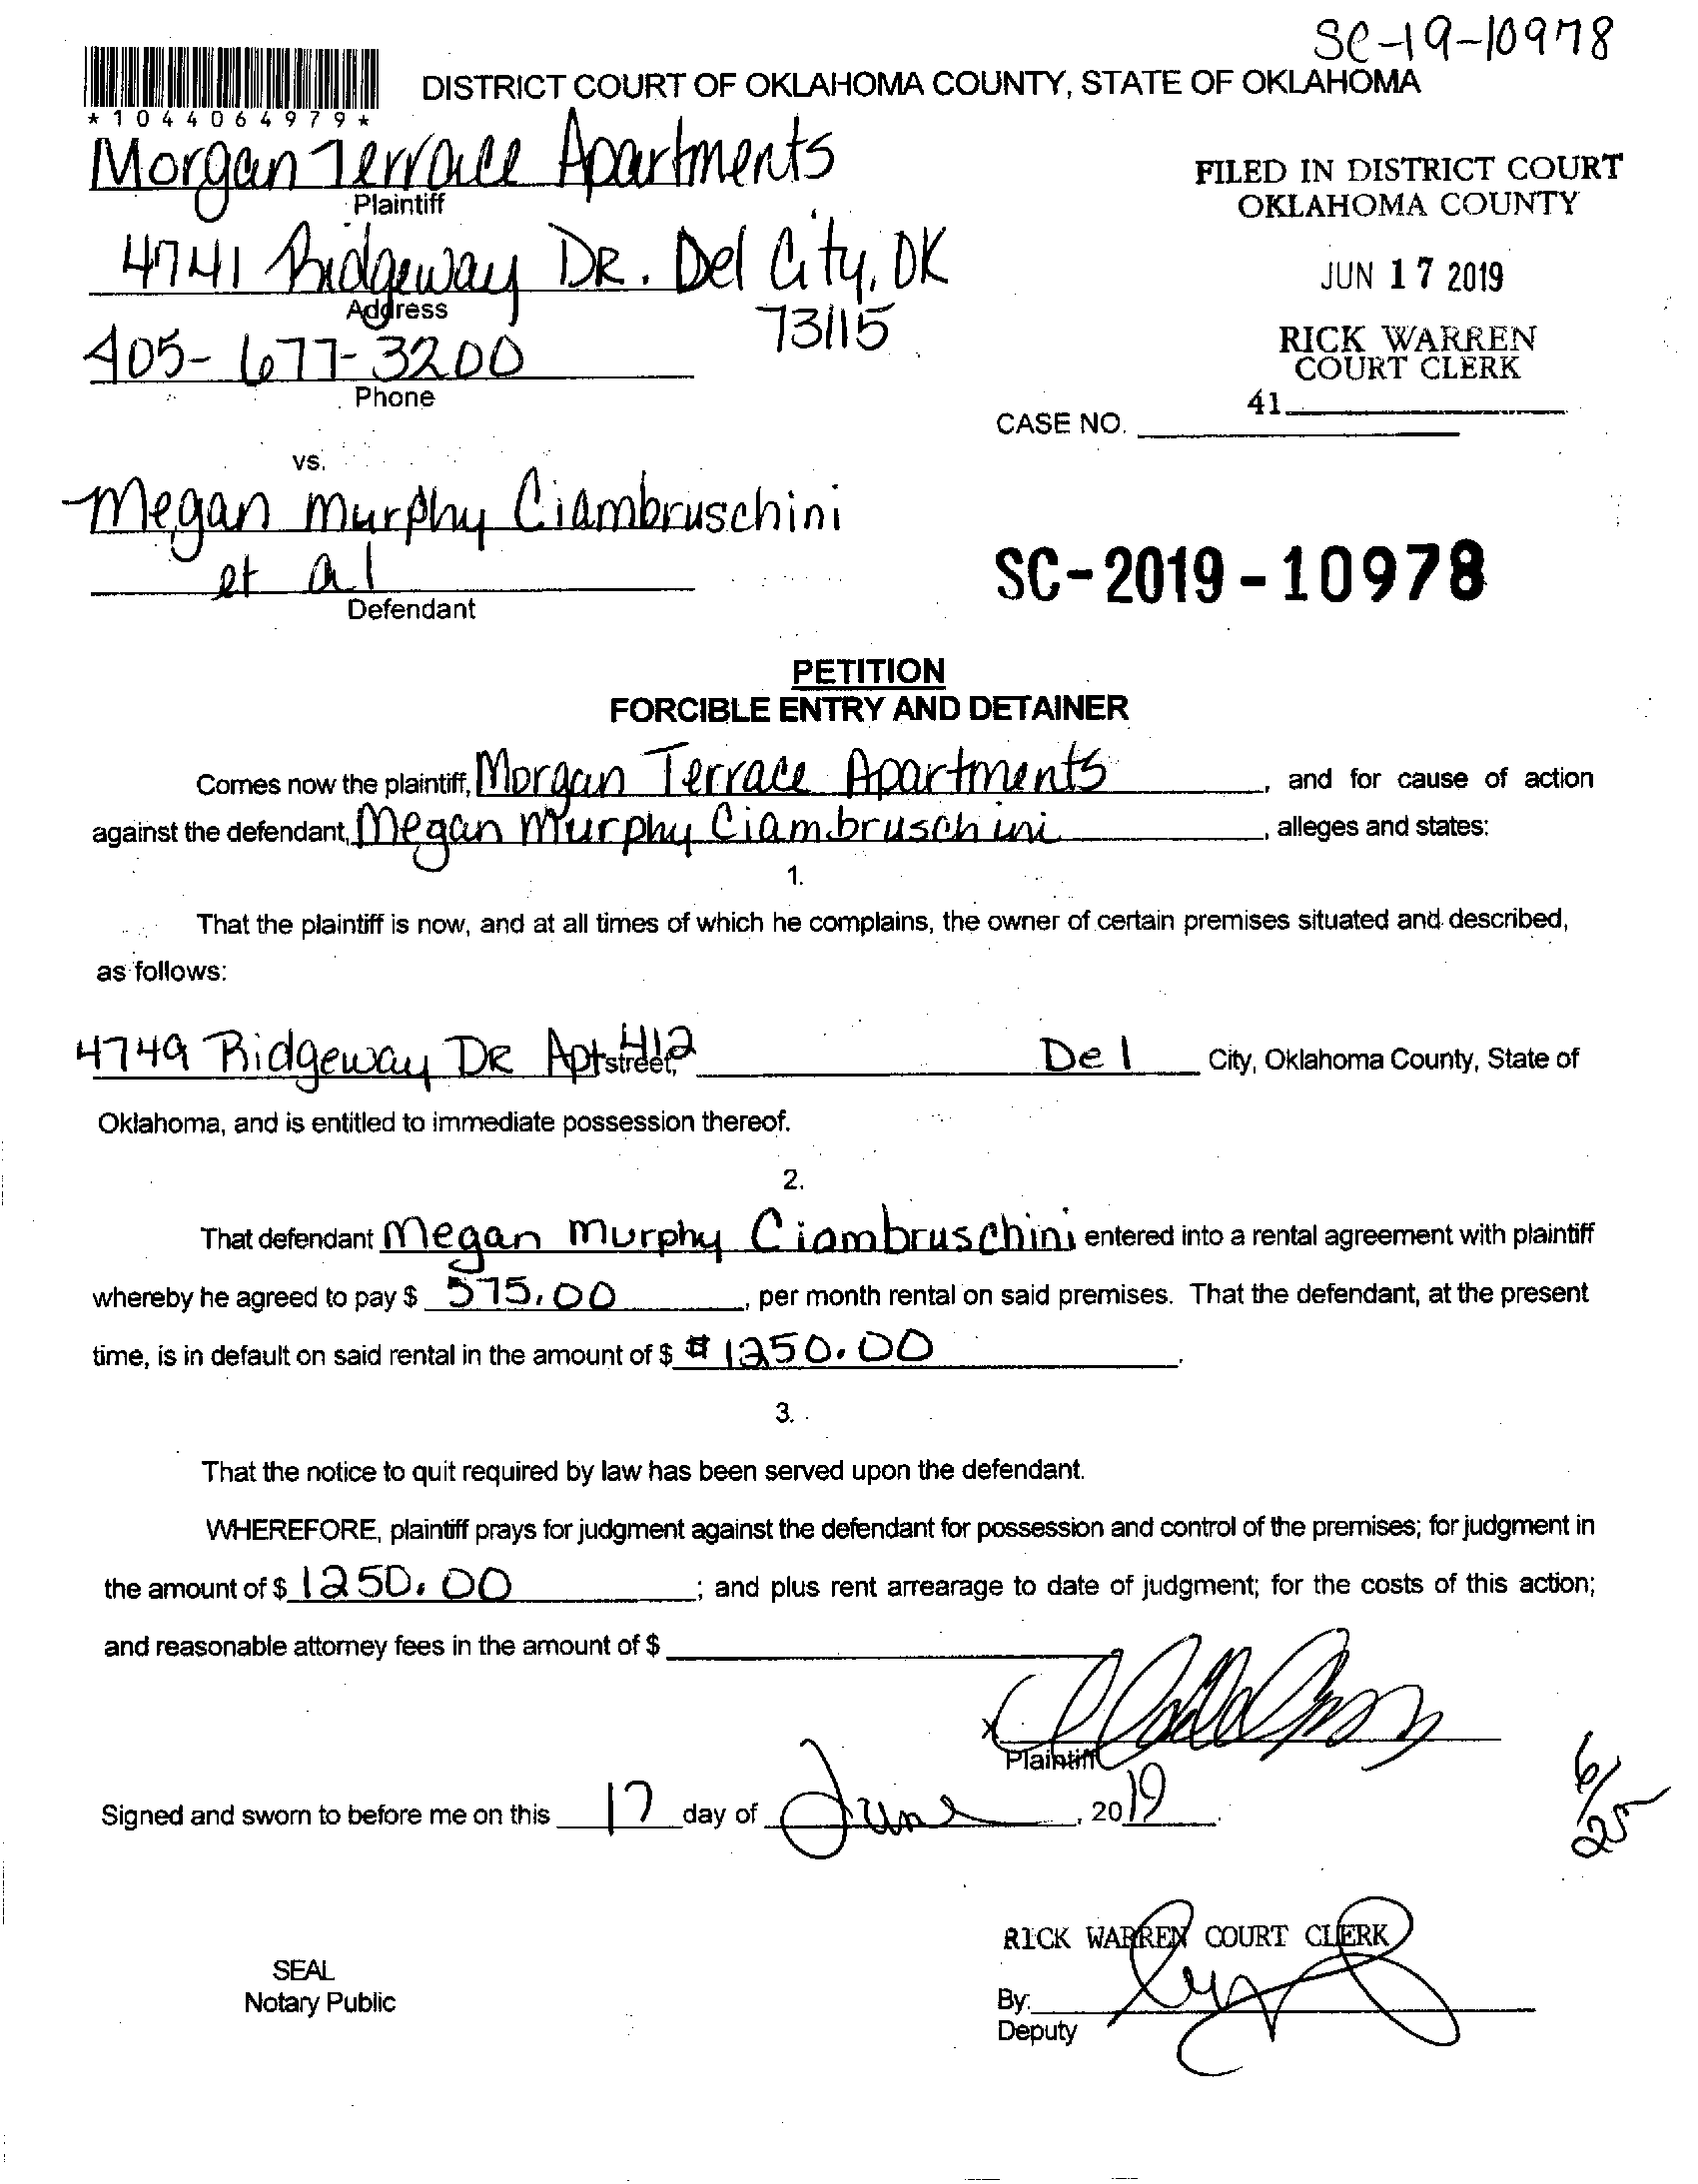 SC-19-10978
DISTRICT COURT OF OKLAHOMA COUNTY, STATE OF OKLAHOMA
*1044064979*
Morgan Terrace Apartments
Plaintiff
FILED IN DISTRICT COURT
OKLAHOMA COUNTY
4741 Ridgeway DR. Del City, OK
Address
73115
JUN 17 2019
405-677-3200
Phone
RICK WARREN
COURT CLERK
41.
CASE NO.
vs.
Megan Murphy Ciambruschini
et al
Defendant
SC-2019-10978
PETITION
FORCIBLE ENTRY AND DETAINER
Comes now the plaintiff, Morgan Terrace Apartments, and for cause of action
against the defendant, Megan Murphy Ciambruschini, alleges and states:
1.
That the plaintiff is now, and at all times of which he complains, the owner of certain premises situated and described,
as follows:
4749 Ridgeway DR Apt 412 street, Del City, Oklahoma County, State of
Oklahoma, and is entitled to immediate possession thereof.
2.
That defendant Megan Murphy Ciambruschini entered into a rental agreement with plaintiff
whereby he agreed to pay $ 575.00, per month rental on said premises. That the defendant, at the present
time, is in default on said rental in the amount of $ $1250.00.
3.
That the notice to quit required by law has been served upon the defendant.
WHEREFORE, plaintiff prays for judgment against the defendant for possession and control of the premises; for judgment in
the amount of $ 1250.00; and plus rent arrearage to date of judgment; for the costs of this action;
and reasonable attorney fees in the amount of $
x
Plaintiff
Signed and sworn to before me on this 17 day of June, 2019.
6/25
RICK WARREN COURT CLERK
SEAL
Notary Public
By:
Deputy